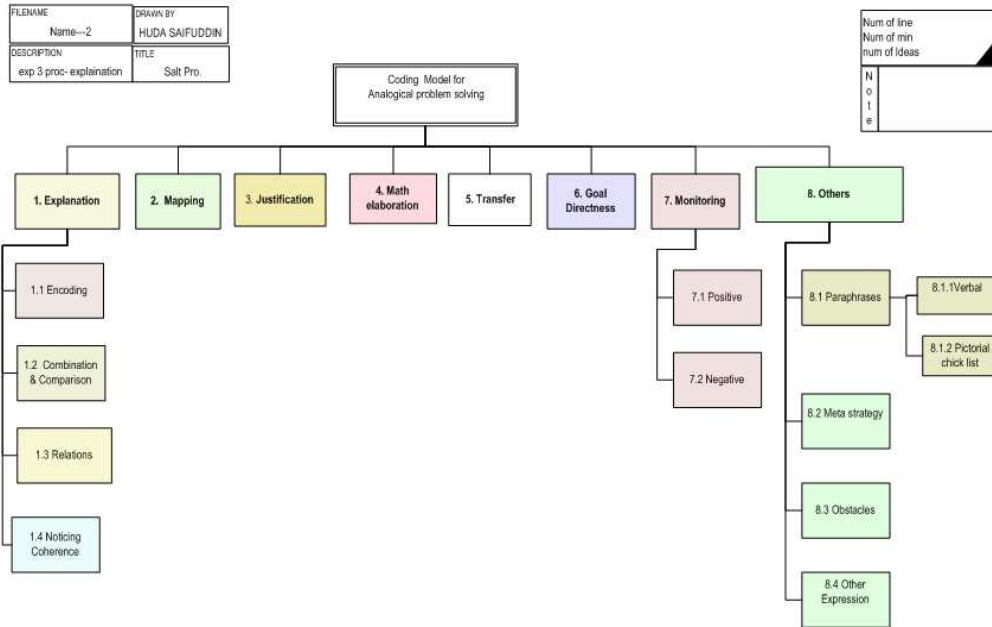 FILENAME
Name---2
DRAWN BY
HUDA SAIFUDDIN
DESCRIPTION
exp 3 proc- explaination
TITLE
Salt Pro.
Num of line
Num of min
num of Ideas
N
o
t
e
Coding Model for
Analogical problem solving
1. Explanation
2. Mapping
3. Justification
4. Math
elaboration
5. Transfer
6. Goal
Directness
7. Monitoring
8. Others
1.1 Encoding
1.2 Combination
& Comparison
1.3 Relations
1.4 Noticing
Coherence
7.1 Positive
7.2 Negative
8.1 Paraphrases
8.1.1Verbal
8.1.2 Pictorial
chick list
8.2 Meta strategy
8.3 Obstacles
8.4 Other
Expression